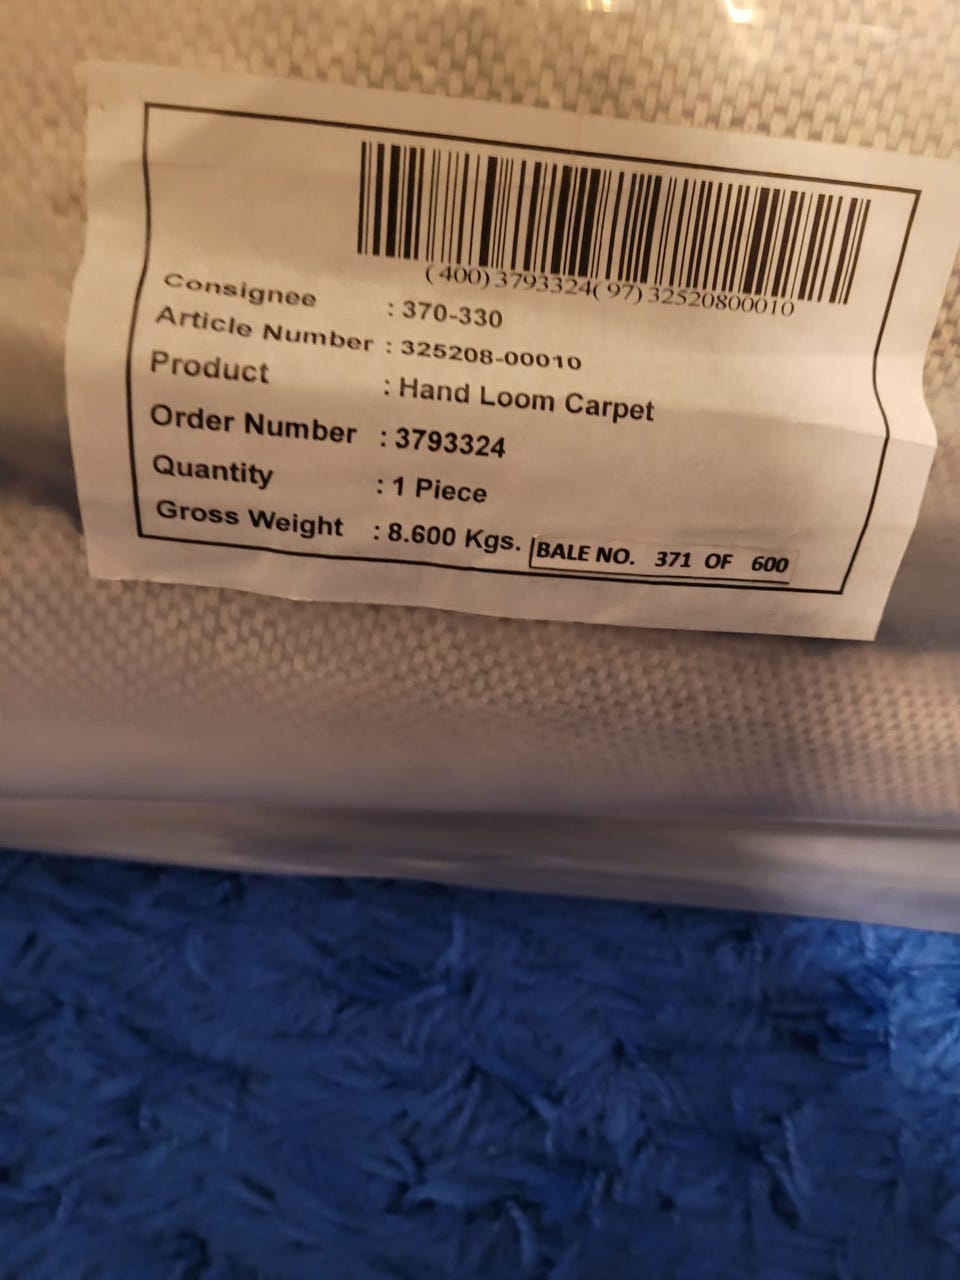 (400)3793324(97)32520800010
Consignee : 370-330
Article Number : 325208-00010
Product : Hand Loom Carpet
Order Number : 3793324
Quantity : 1 Piece
Gross Weight : 8.600 Kgs.
BALE NO. 371 OF 600